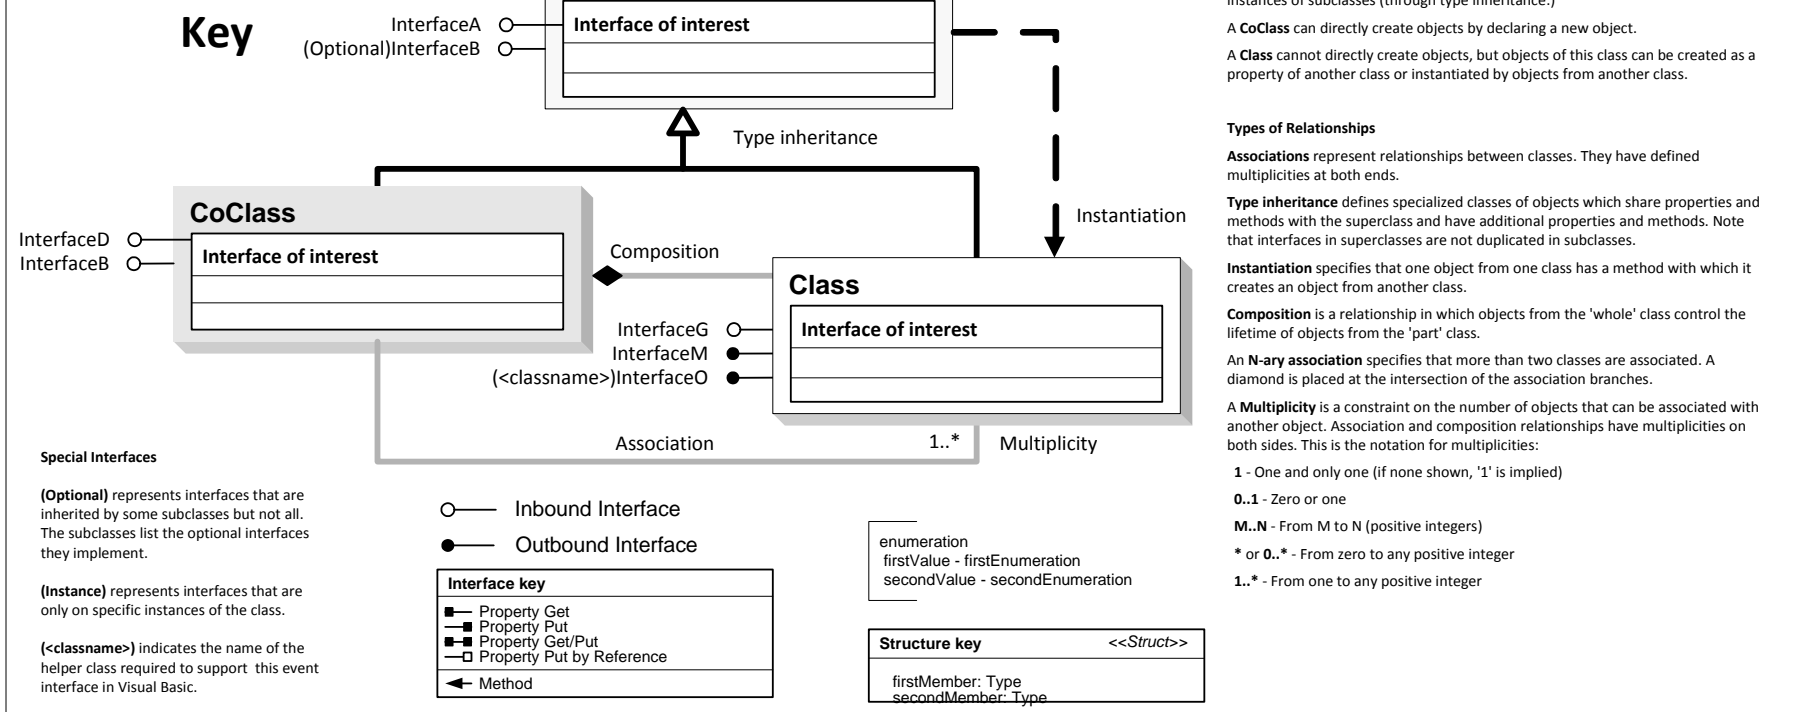 Key
InterfaceA
(Optional)InterfaceB
Interface of interest
Type inheritance
Instantiation
CoClass
InterfaceD
InterfaceB
Interface of interest
Composition
Class
InterfaceG
InterfaceM
(<classname>)InterfaceO
Interface of interest
Association
1..*
Multiplicity
Special Interfaces
(Optional) represents interfaces that are
inherited by some subclasses but not all.
The subclasses list the optional interfaces
they implement.
(Instance) represents interfaces that are
only on specific instances of the class.
(<classname>) indicates the name of the
helper class required to support  this event
interface in Visual Basic.
Inbound Interface
Outbound Interface
Interface key
Property Get
Property Put
Property Get/Put
Property Put by Reference
Method
enumeration
firstValue - firstEnumeration
secondValue - secondEnumeration
Structure key
<<Struct>>
firstMember: Type
secondMember: Type
instances of subclasses (through type inheritance.)
A CoClass can directly create objects by declaring a new object.
A Class cannot directly create objects, but objects of this class can be created as a
property of another class or instantiated by objects from another class.
Types of Relationships
Associations represent relationships between classes. They have defined
multiplicities at both ends.
Type inheritance defines specialized classes of objects which share properties and
methods with the superclass and have additional properties and methods. Note
that interfaces in superclasses are not duplicated in subclasses.
Instantiation specifies that one object from one class has a method with which it
creates an object from another class.
Composition is a relationship in which objects from the 'whole' class control the
lifetime of objects from the 'part' class.
An N-ary association specifies that more than two classes are associated. A
diamond is placed at the intersection of the association branches.
A Multiplicity is a constraint on the number of objects that can be associated with
another object. Association and composition relationships have multiplicities on
both sides. This is the notation for multiplicities:
1 - One and only one (if none shown, '1' is implied)
0..1 - Zero or one
M..N - From M to N (positive integers)
* or 0..* - From zero to any positive integer
1..* - From one to any positive integer